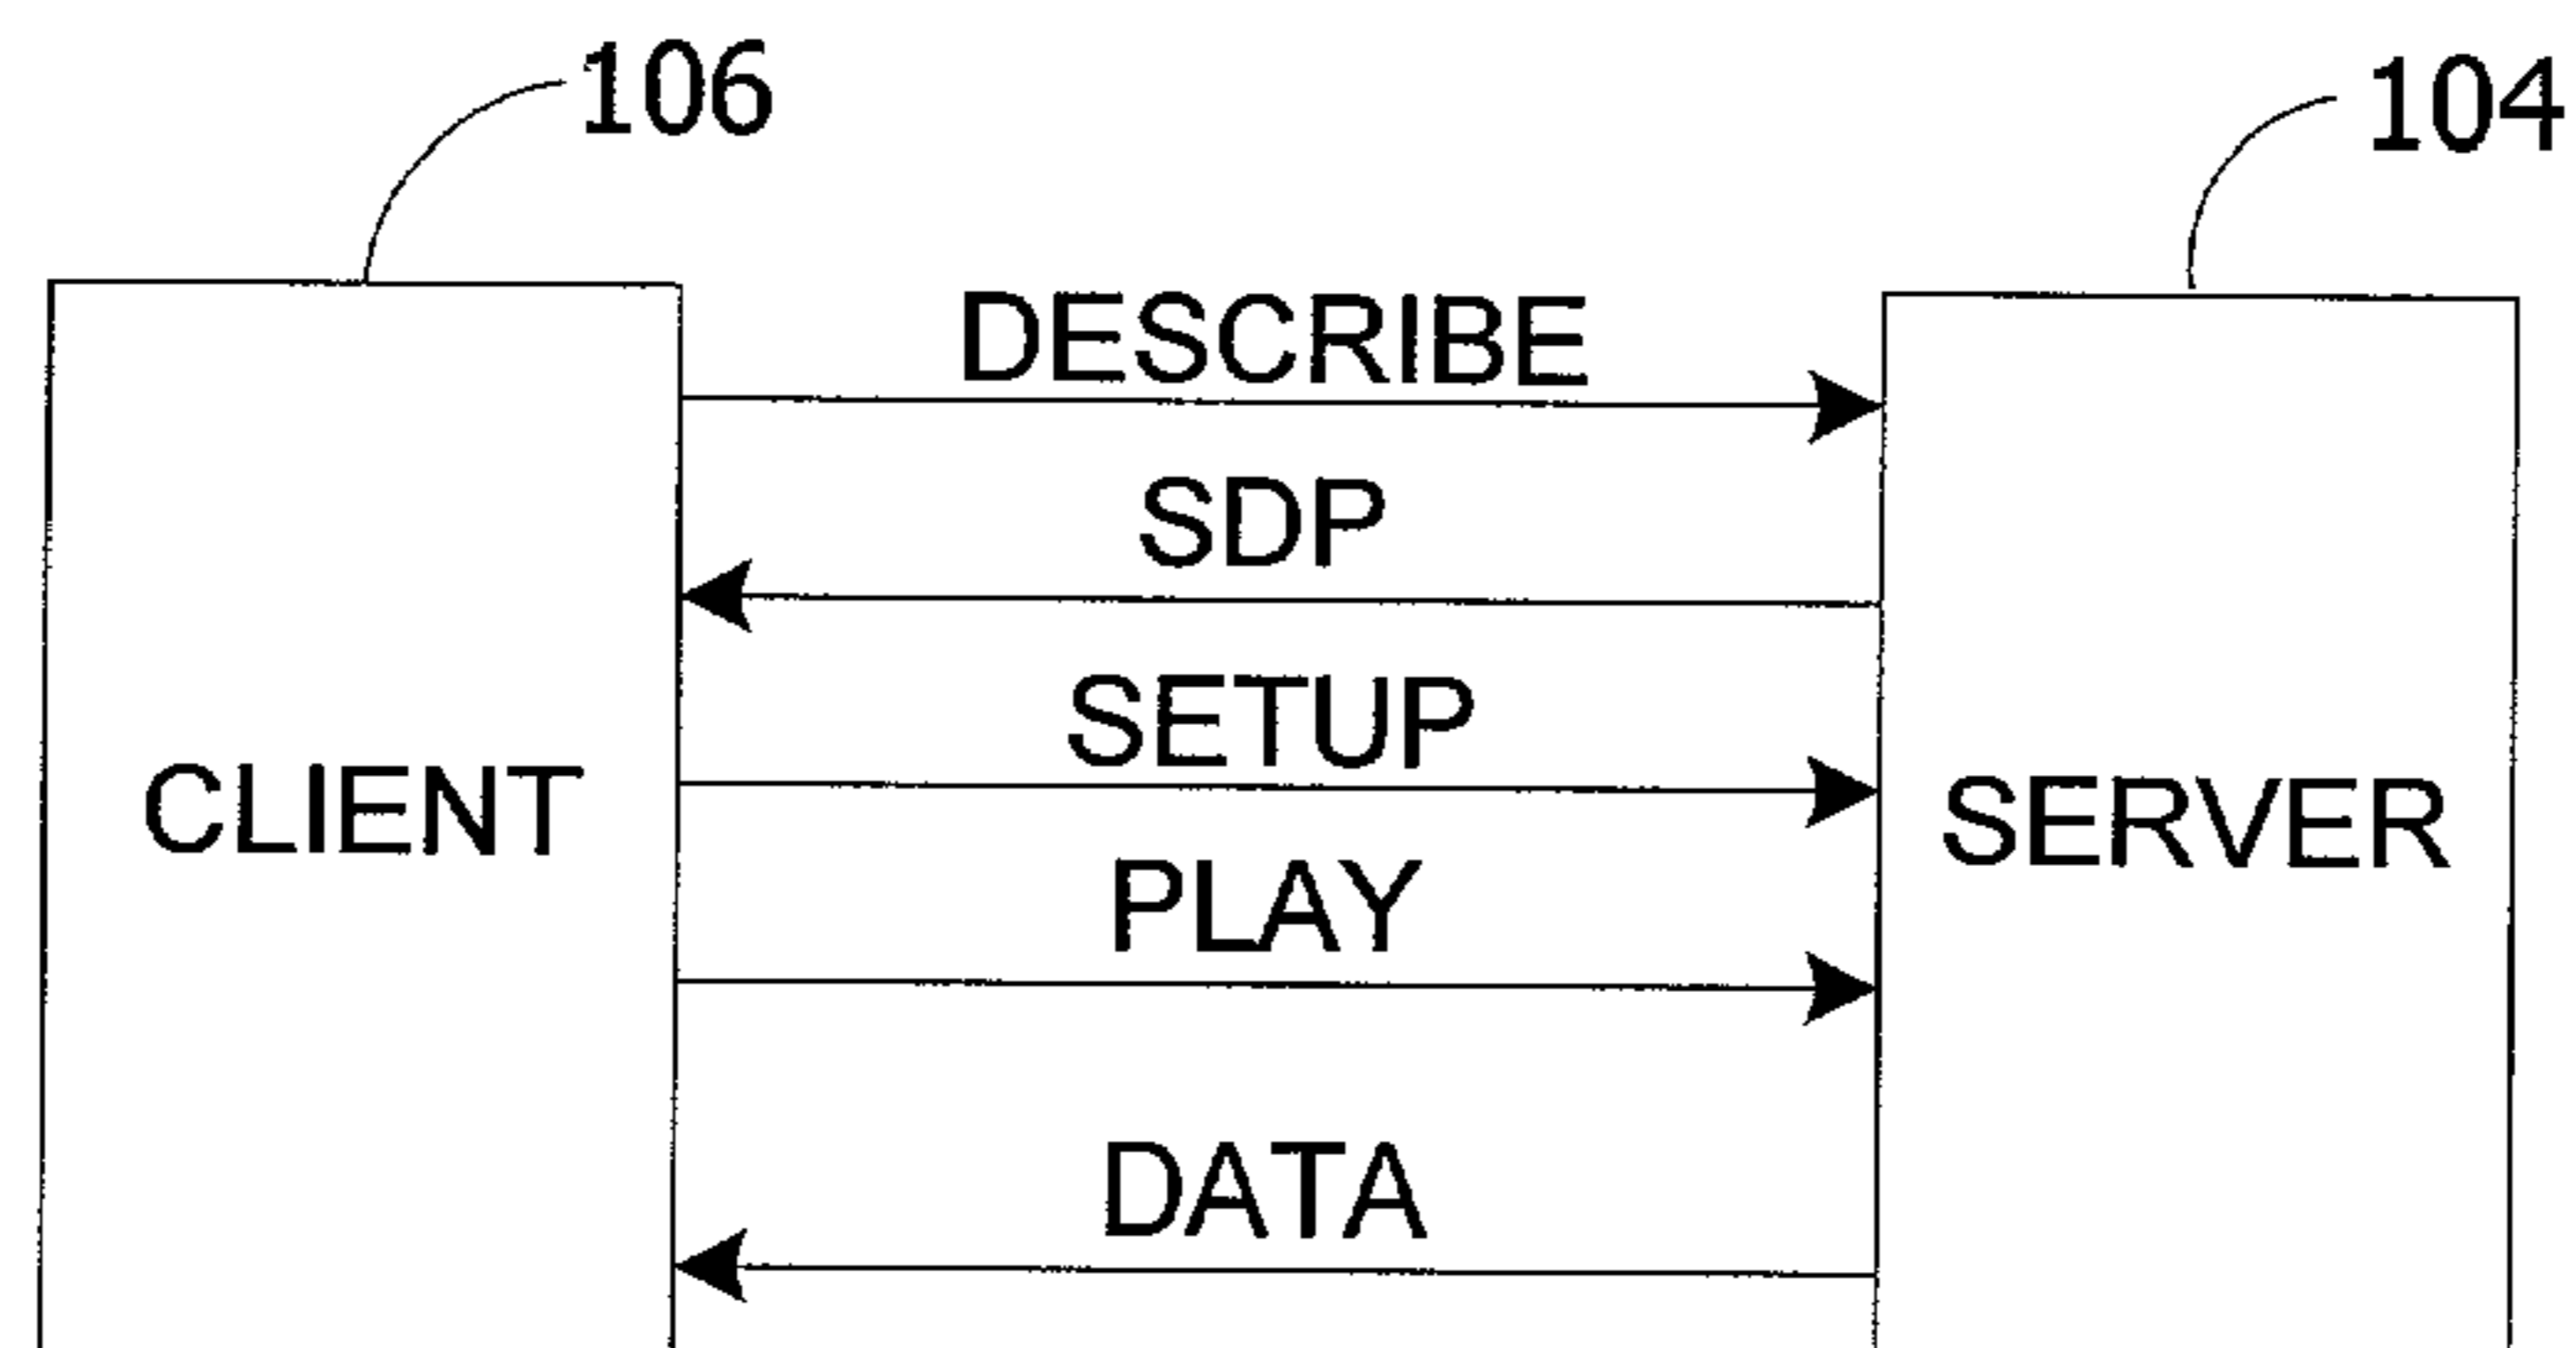 106
104
DESCRIBE
SDP
SETUP
CLIENT
SERVER
PLAY
DATA